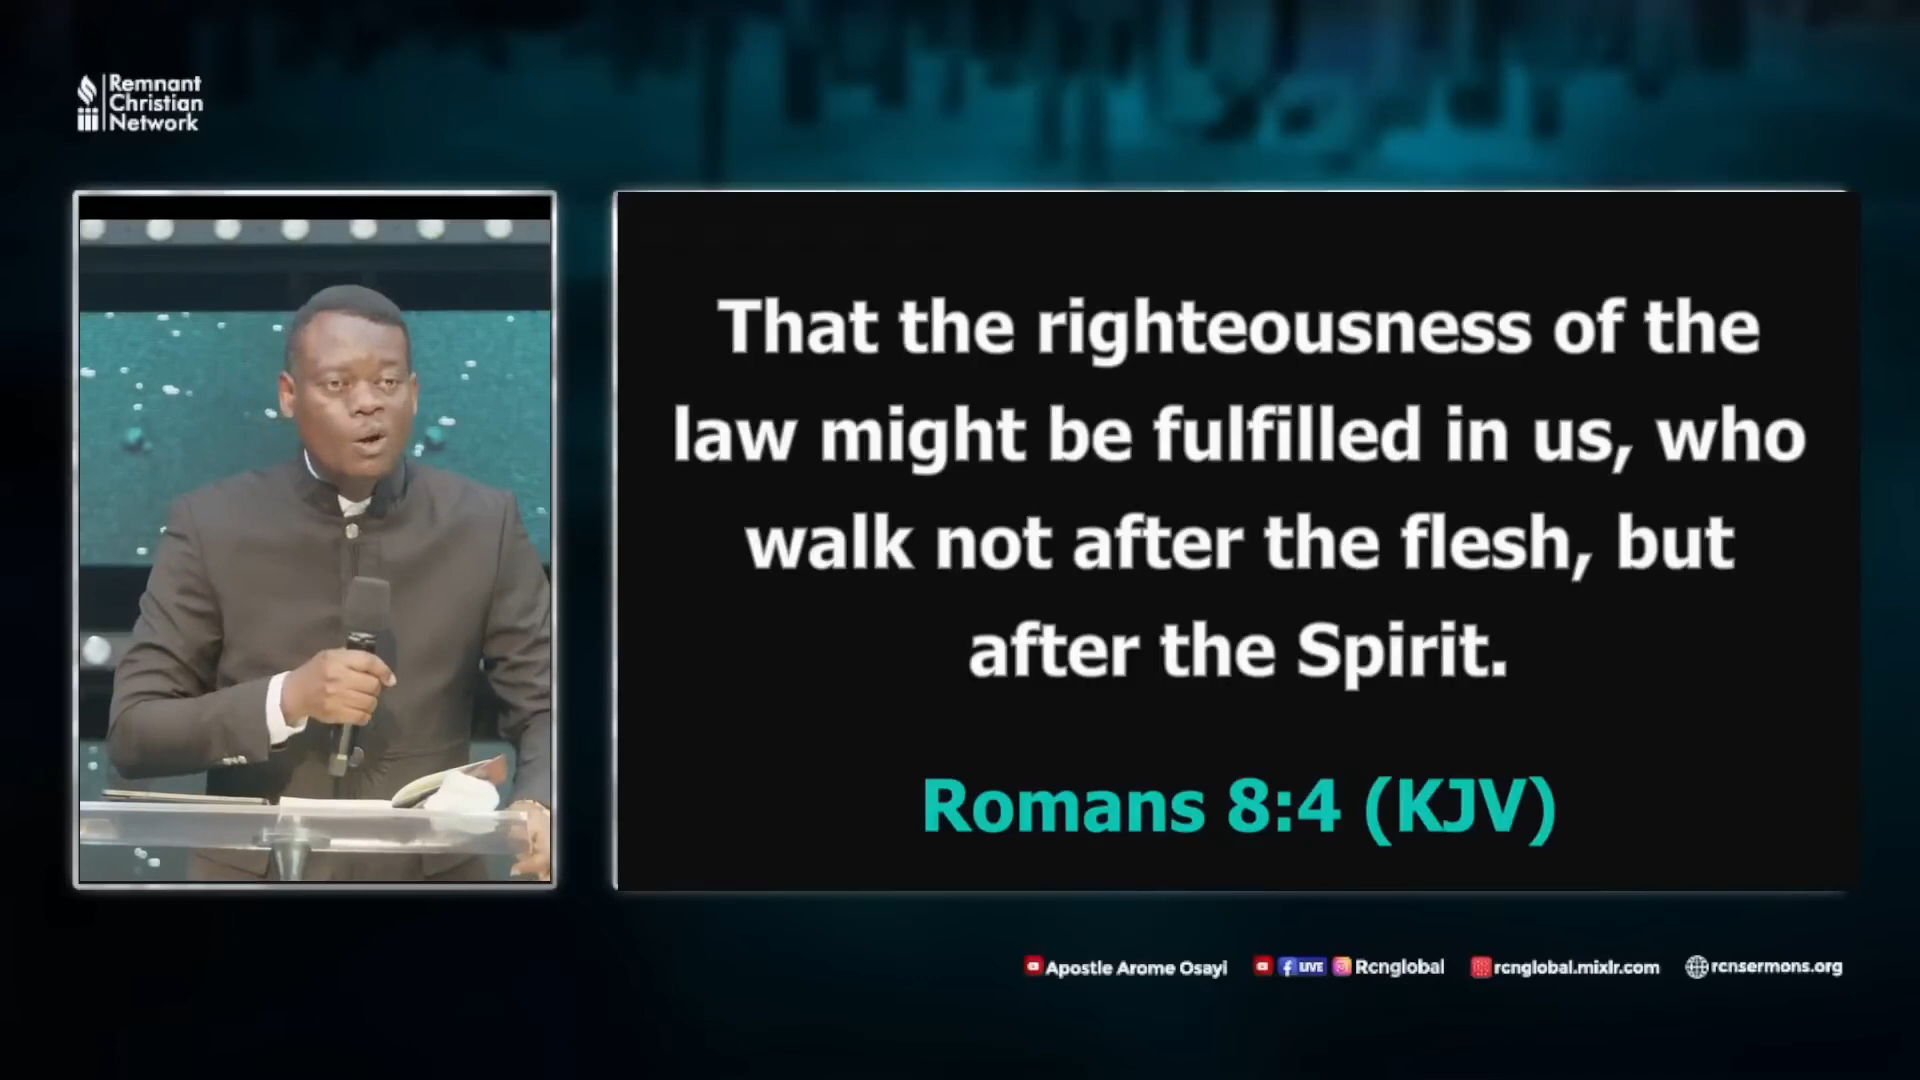 Remnant
Christian
Network
That the righteousness of the
law might be fulfilled in us, who
walk not after the flesh, but
after the Spirit.
Romans 8:4 (KJV)
Apostle Arome Osayi
LIVE Rcnglobal
rcnglobal.mixlr.com
rcnsermons.org